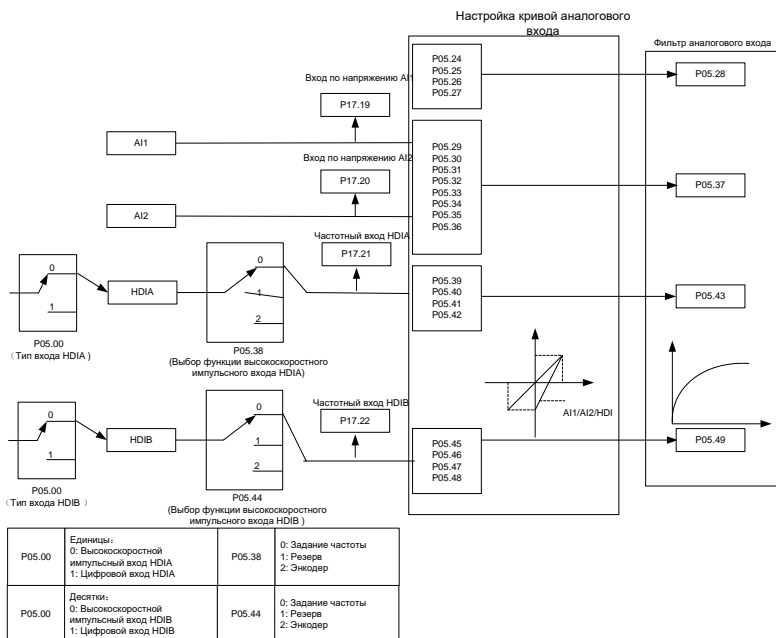 Настройка кривой аналогового
входа
Фильтр аналогового входа
P05.24
P05.25
P05.26
P05.27
P05.28
Вход по напряжению AI1
P17.19
AI1
P05.29
P05.30
P05.31
P05.32
P05.33
P05.34
P05.35
P05.36
P05.37
Вход по напряжению AI2
P17.20
AI2
Частотный вход HDIA
P17.21
0
1
P05.00
(Тип входа HDIA )
HDIA
0
1
2
P05.38
(Выбор функции высокоскоростного
импульсного входа HDIA)
P05.39
P05.40
P05.41
P05.42
P05.43
AI1/AI2/HDI
Частотный вход HDIB
P17.22
0
1
P05.00
(Тип входа HDIB )
HDIB
0
1
2
P05.44
(Выбор функции высокоскоростного
импульсного входа HDIB )
P05.45
P05.46
P05.47
P05.48
P05.49
P05.00
Единицы:
0: Высокоскоростной
импульсный вход HDIA
1: Цифровой вход HDIA
P05.38
0: Задание частоты
1: Резерв
2: Энкодер
P05.00
Десятки:
0: Высокоскоростной
импульсный вход HDIB
1: Цифровой вход HDIB
P05.44
0: Задание частоты
1: Резерв
2: Энкодер